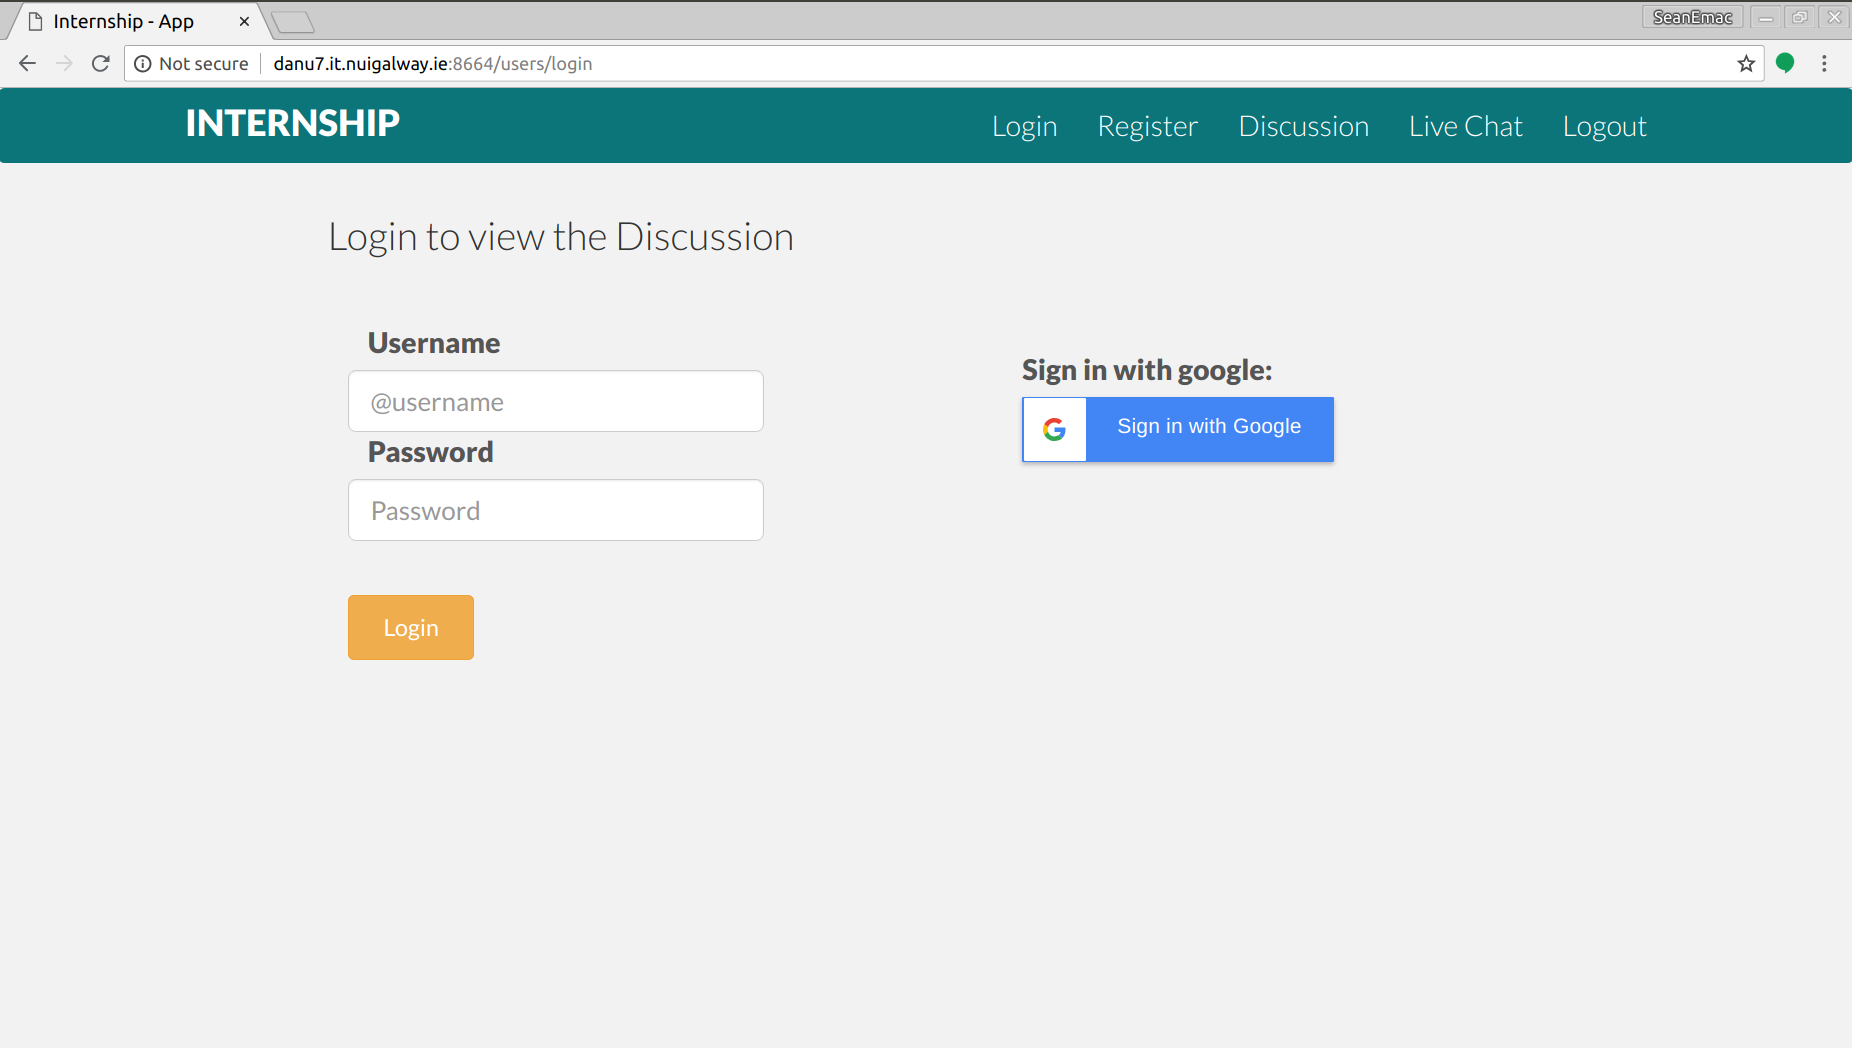 Internship - App
SeanEmac
Not secure danu7.it.nuigalway.ie:8664/users/login
INTERNSHIP Login Register Discussion Live Chat Logout
Login to view the Discussion
Username
@username
Password
Password
Login
Sign in with google:
Sign in with Google